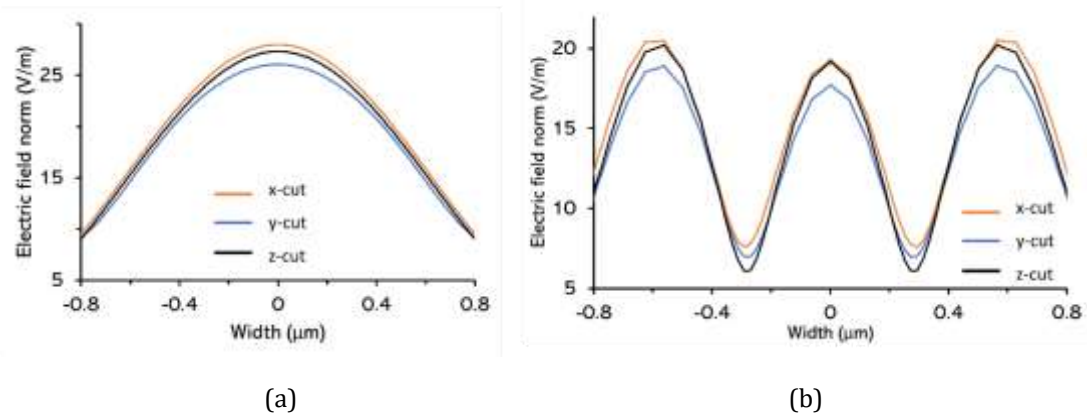 25
15
5
Electric field norm (V/m)
x-cut
y-cut
z-cut
-0.8
-0.4
0
0.4
0.8
Width (μm)
20
15
10
5
Electric field norm (V/m)
x-cut
y-cut
z-cut
-0.8
-0.4
0
0.4
0.8
Width (μm)
(a)
(b)